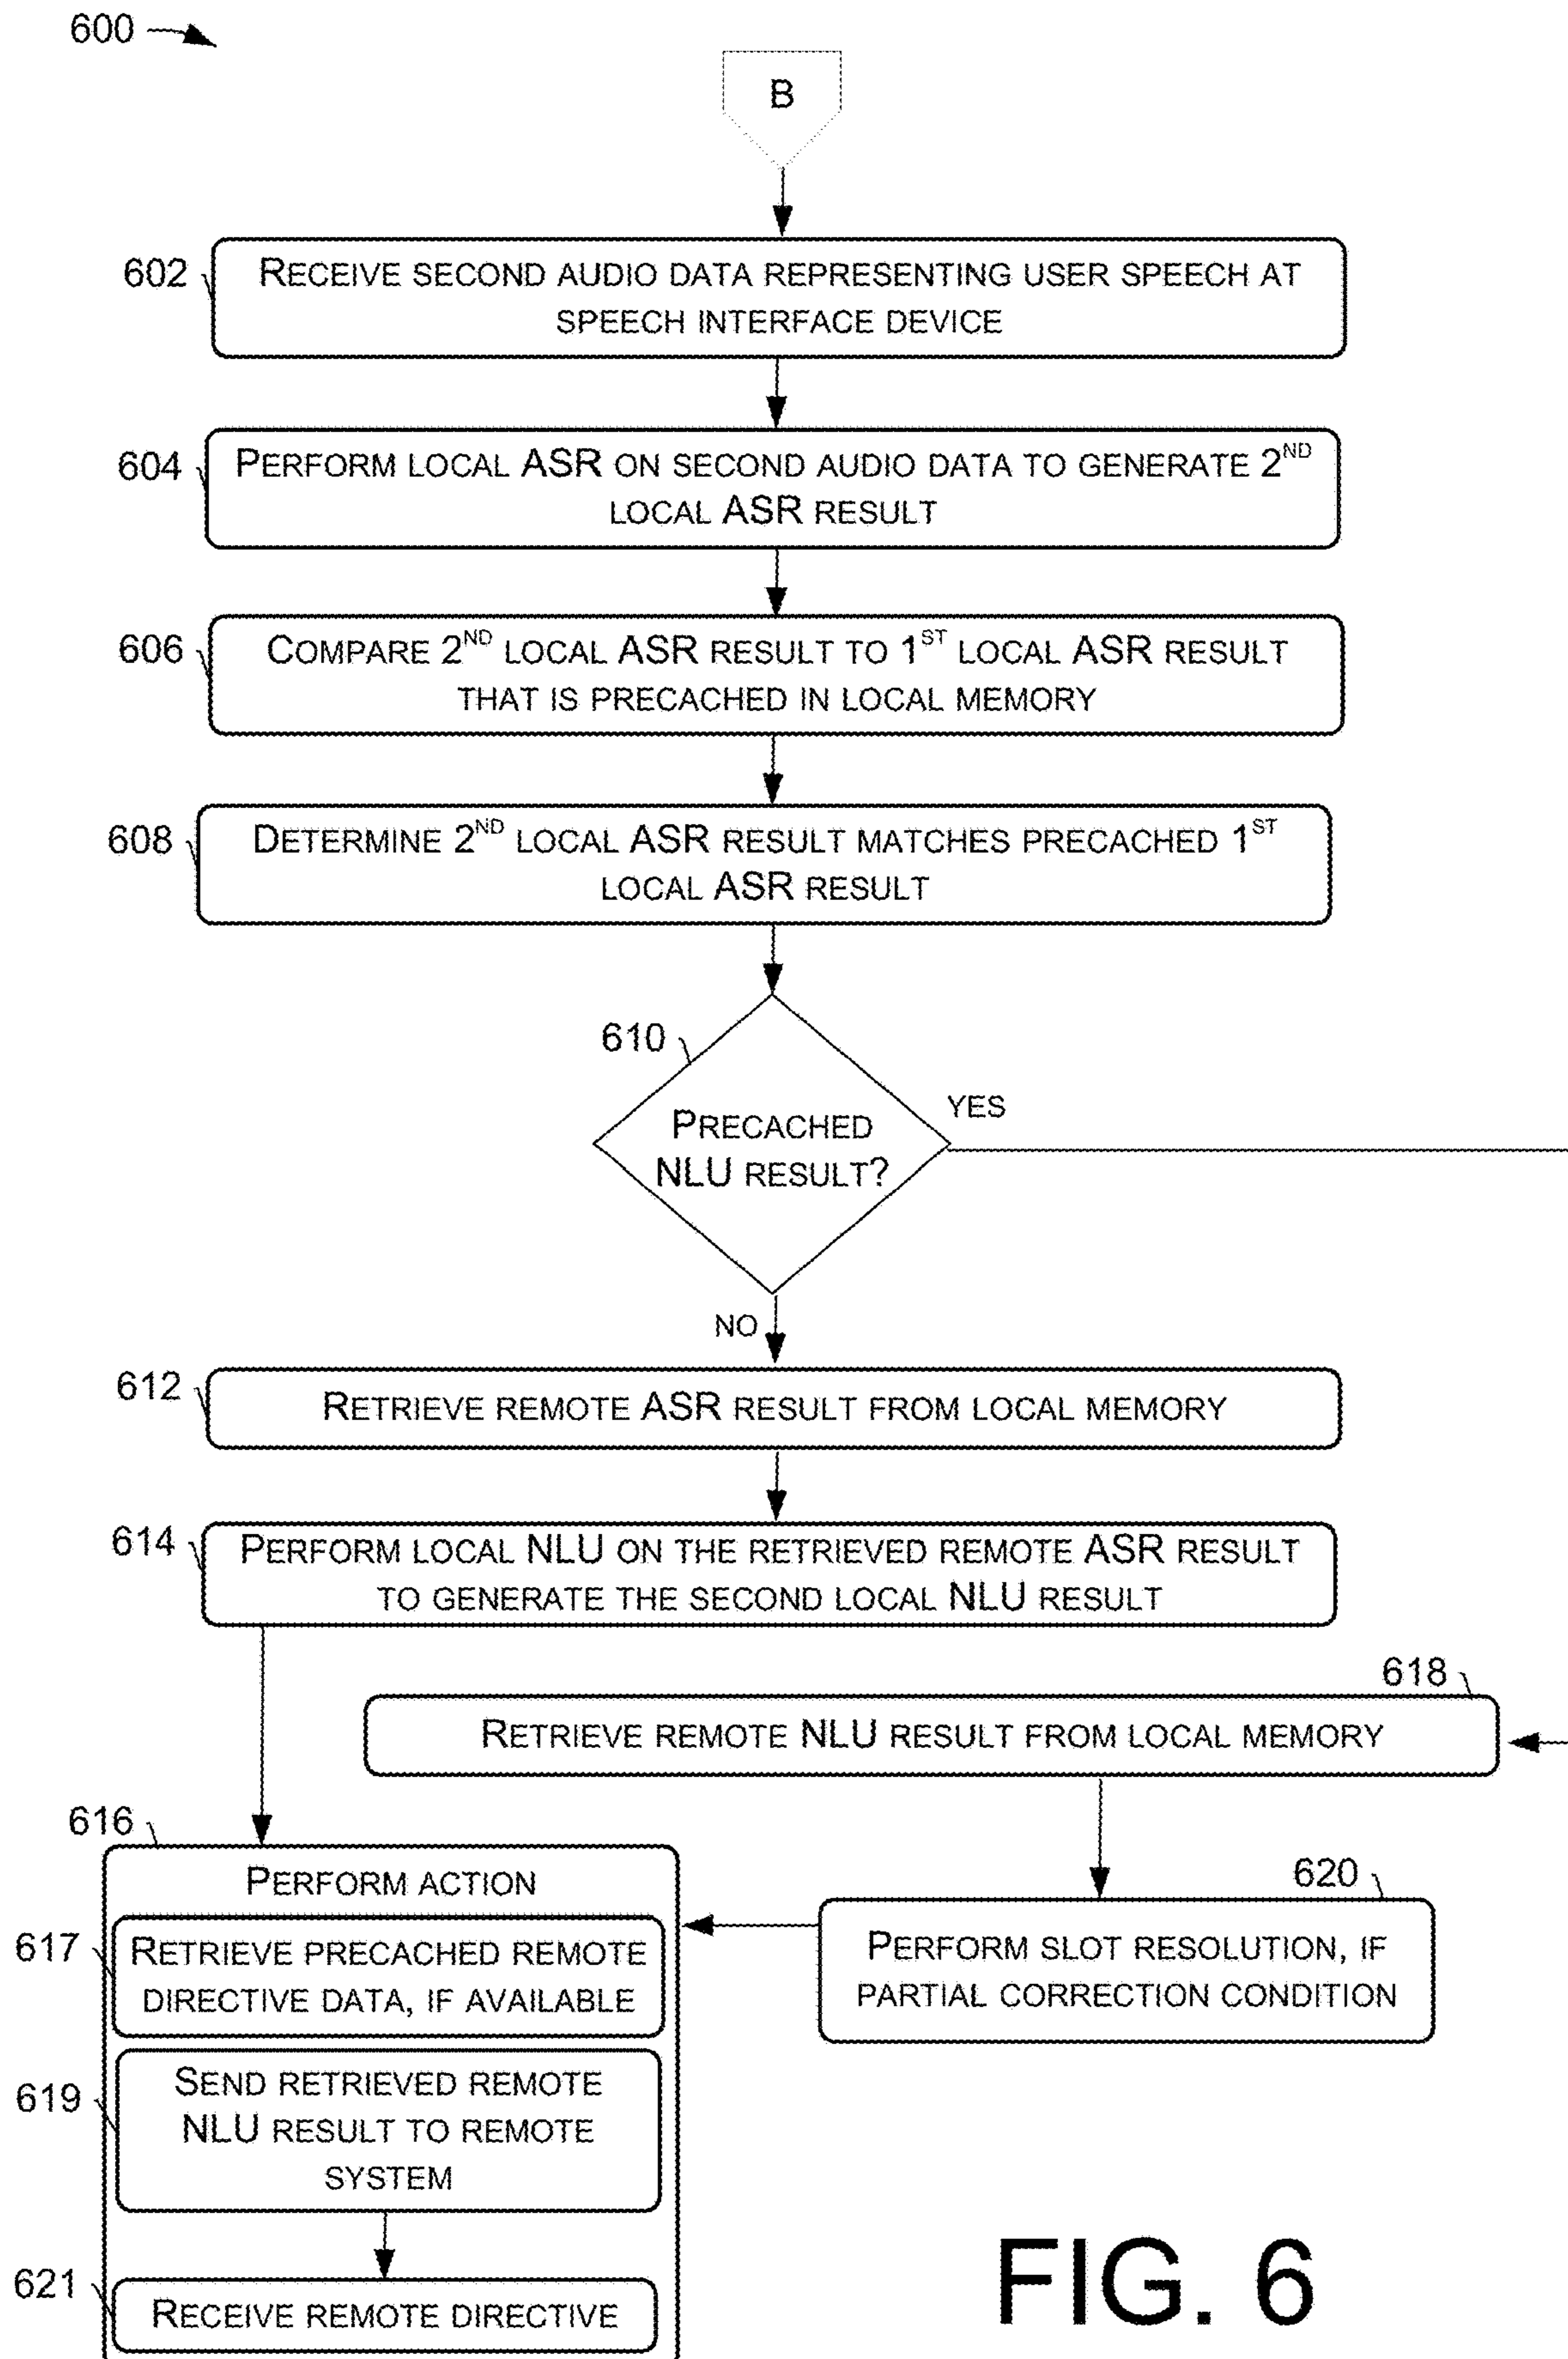 600
B
602
RECEIVE SECOND AUDIO DATA REPRESENTING USER SPEECH AT
SPEECH INTERFACE DEVICE
604
PERFORM LOCAL ASR ON SECOND AUDIO DATA TO GENERATE 2ND
LOCAL ASR RESULT
606
COMPARE 2ND LOCAL ASR RESULT TO 1ST LOCAL ASR RESULT
THAT IS PRECACHED IN LOCAL MEMORY
608
DETERMINE 2ND LOCAL ASR RESULT MATCHES PRECACHED 1ST
LOCAL ASR RESULT
610
PRECACHED
NLU RESULT?
YES
NO
612
RETRIEVE REMOTE ASR RESULT FROM LOCAL MEMORY
614
PERFORM LOCAL NLU ON THE RETRIEVED REMOTE ASR RESULT
TO GENERATE THE SECOND LOCAL NLU RESULT
618
RETRIEVE REMOTE NLU RESULT FROM LOCAL MEMORY
616
PERFORM ACTION
617
RETRIEVE PRECACHED REMOTE
DIRECTIVE DATA, IF AVAILABLE
620
PERFORM SLOT RESOLUTION, IF
PARTIAL CORRECTION CONDITION
619
SEND RETRIEVED REMOTE
NLU RESULT TO REMOTE
SYSTEM
621
RECEIVE REMOTE DIRECTIVE
FIG. 6